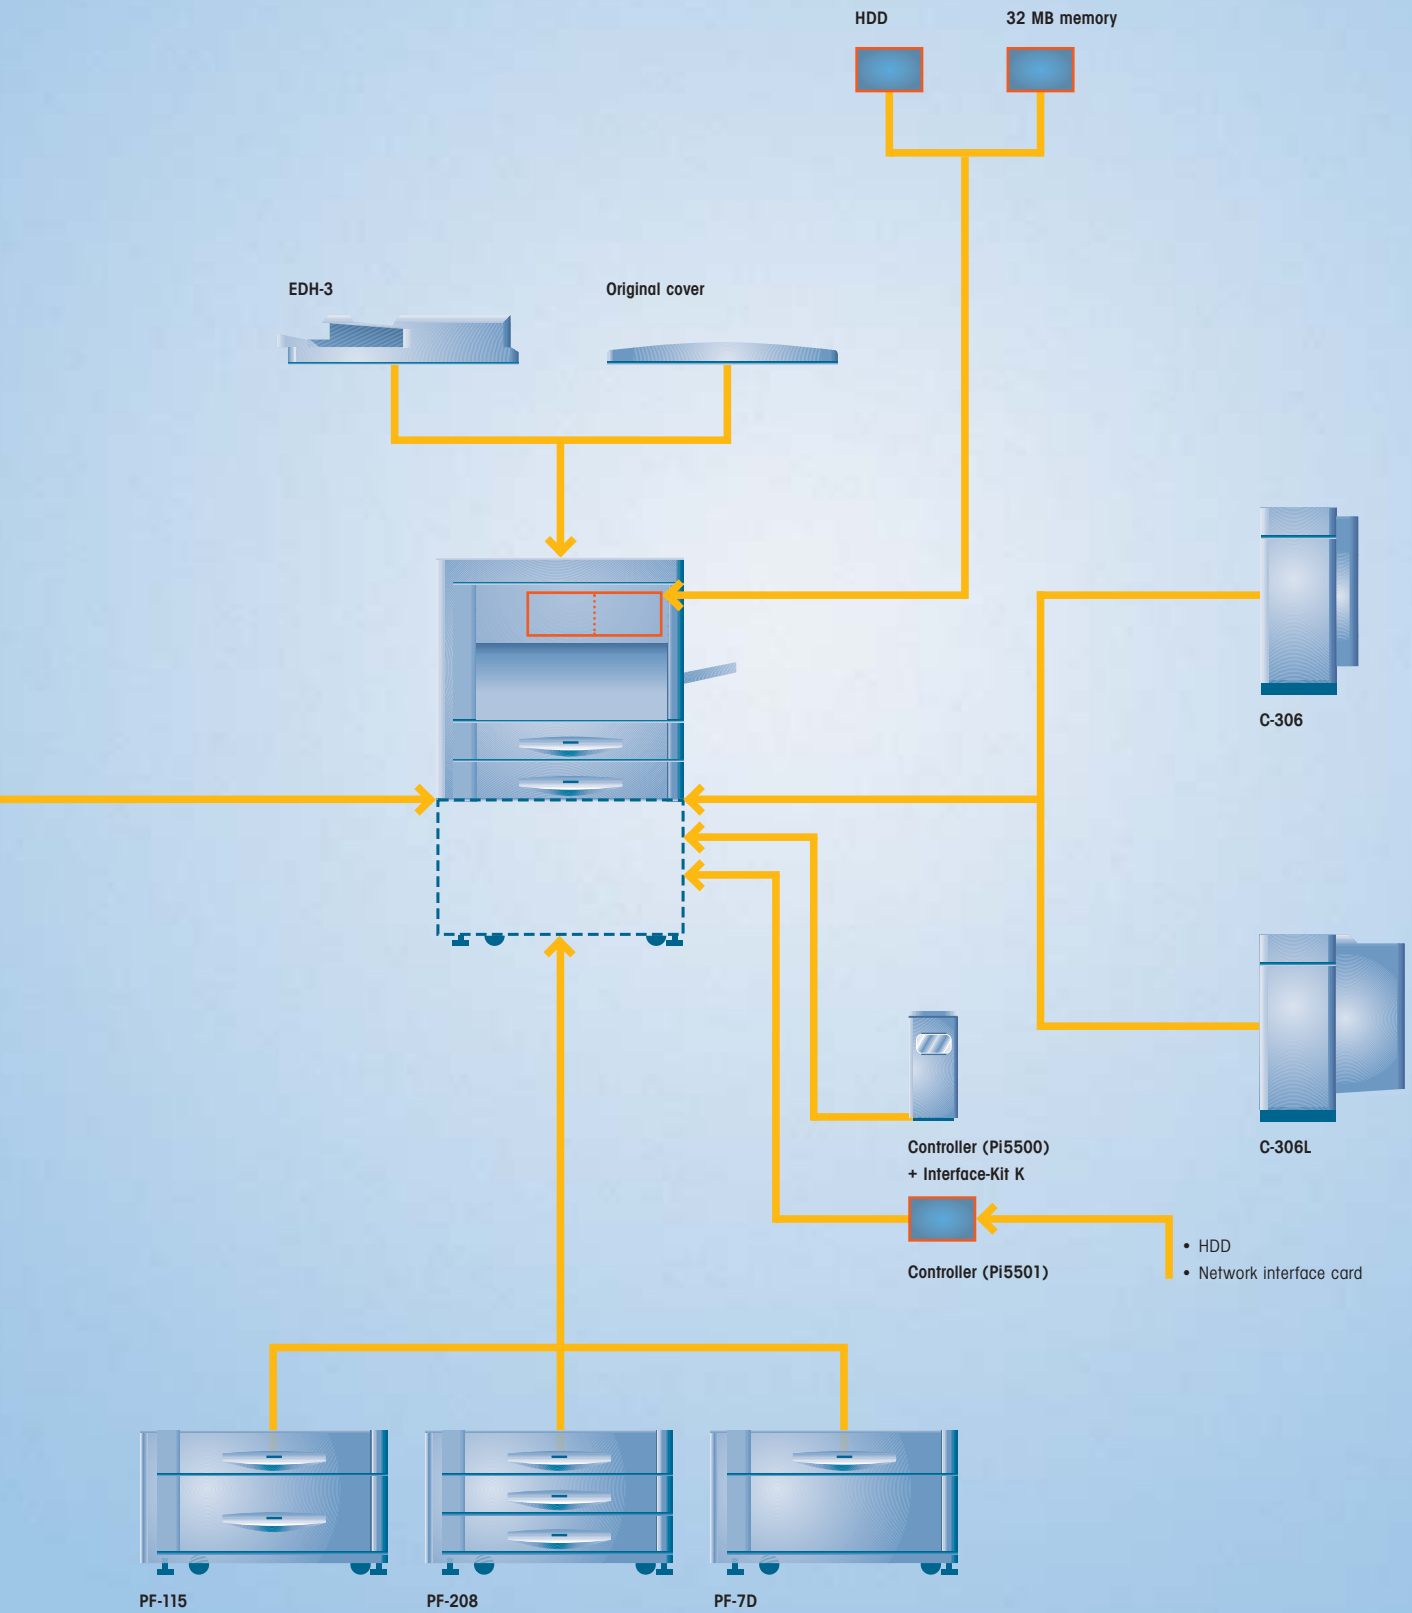 HDD
32 MB memory
EDH-3
Original cover
C-306
Controller (Pi5500)
+ Interface-Kit K
C-306L
Controller (Pi5501)
• HDD
• Network interface card
PF-115
PF-208
PF-7D